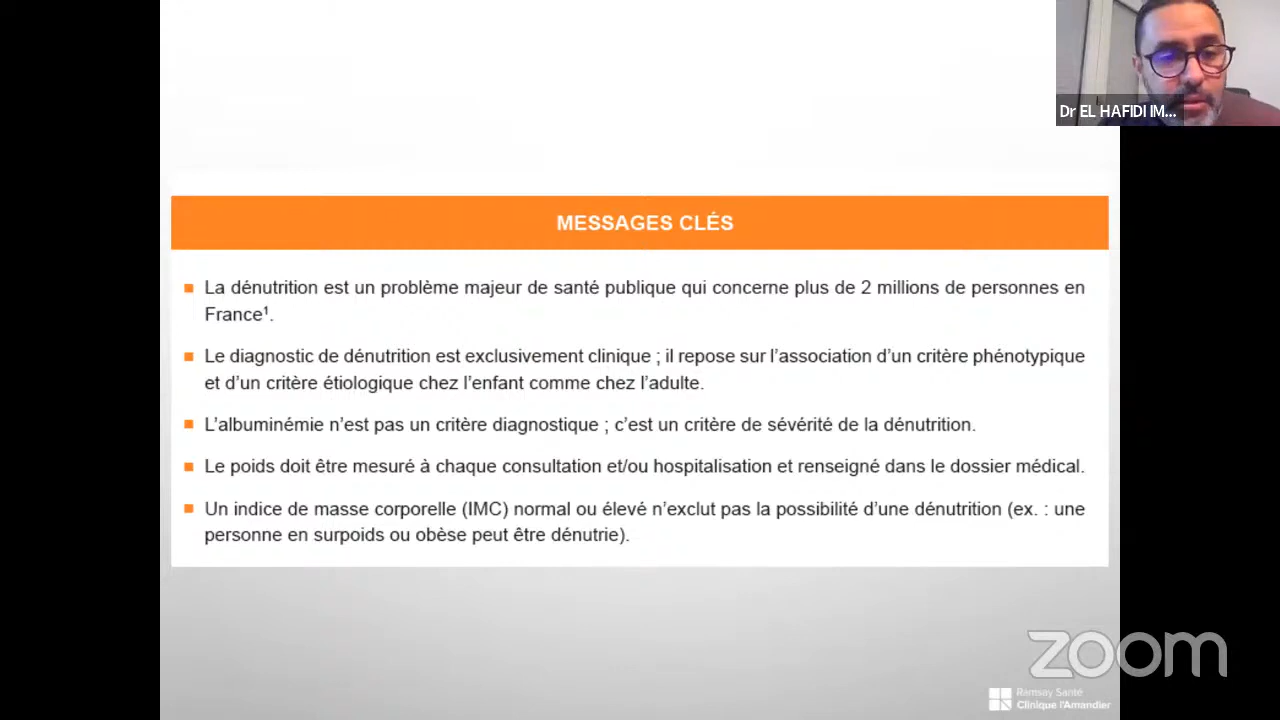 Dr EL HAFIDI IM...
MESSAGES CLÉS
■ La dénutrition est un problème majeur de santé publique qui concerne plus de 2 millions de personnes en
France¹.
■ Le diagnostic de dénutrition est exclusivement clinique ; il repose sur l’association d’un critère phénotypique
et d’un critère étiologique chez l’enfant comme chez l’adulte.
■ L’albuminémie n’est pas un critère diagnostique ; c’est un critère de sévérité de la dénutrition.
■ Le poids doit être mesuré à chaque consultation et/ou hospitalisation et renseigné dans le dossier médical.
■ Un indice de masse corporelle (IMC) normal ou élevé n’exclut pas la possibilité d’une dénutrition (ex. : une
personne en surpoids ou obèse peut être dénutrie).
zoom
Ramsay Santé
Clinique l'Amandier